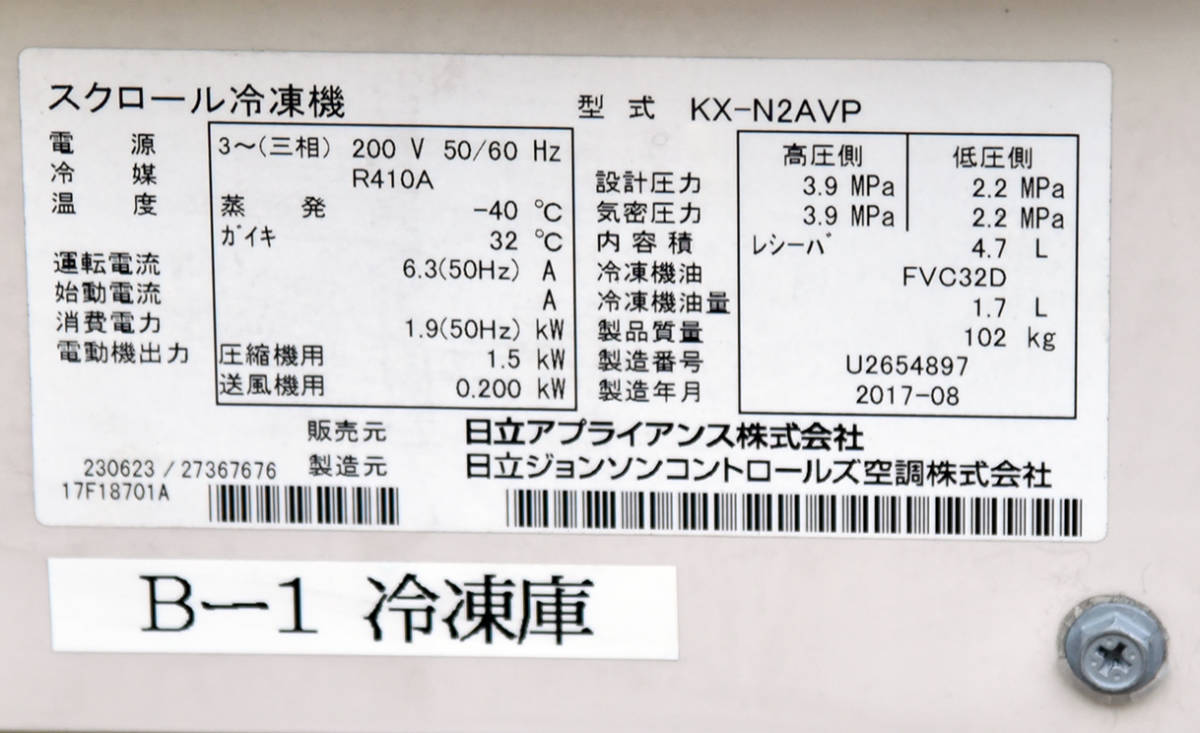 スクロール冷凍機 型式 KX-N2AVP
電源 3～(三相) 200 V 50/60 Hz
冷媒 R410A
温度 蒸発 -40 ℃
ガイキ 32 ℃
運転電流 6.3(50Hz) A
始動電流 A
消費電力 1.9(50Hz) kW
電動機出力 圧縮機用 1.5 kW
送風機用 0.200 kW
高圧側 低圧側
設計圧力 3.9 MPa 2.2 MPa
気密圧力 3.9 MPa 2.2 MPa
内容積 レシーバ 4.7 L
冷凍機油 FVC32D
冷凍機油量 1.7 L
製品質量 102 kg
製造番号 U2654897
製造年月 2017-08
販売元 日立アプライアンス株式会社
230623 / 27367676 製造元 日立ジョンソンコントロールズ空調株式会社
17F18701A
B-1 冷凍庫